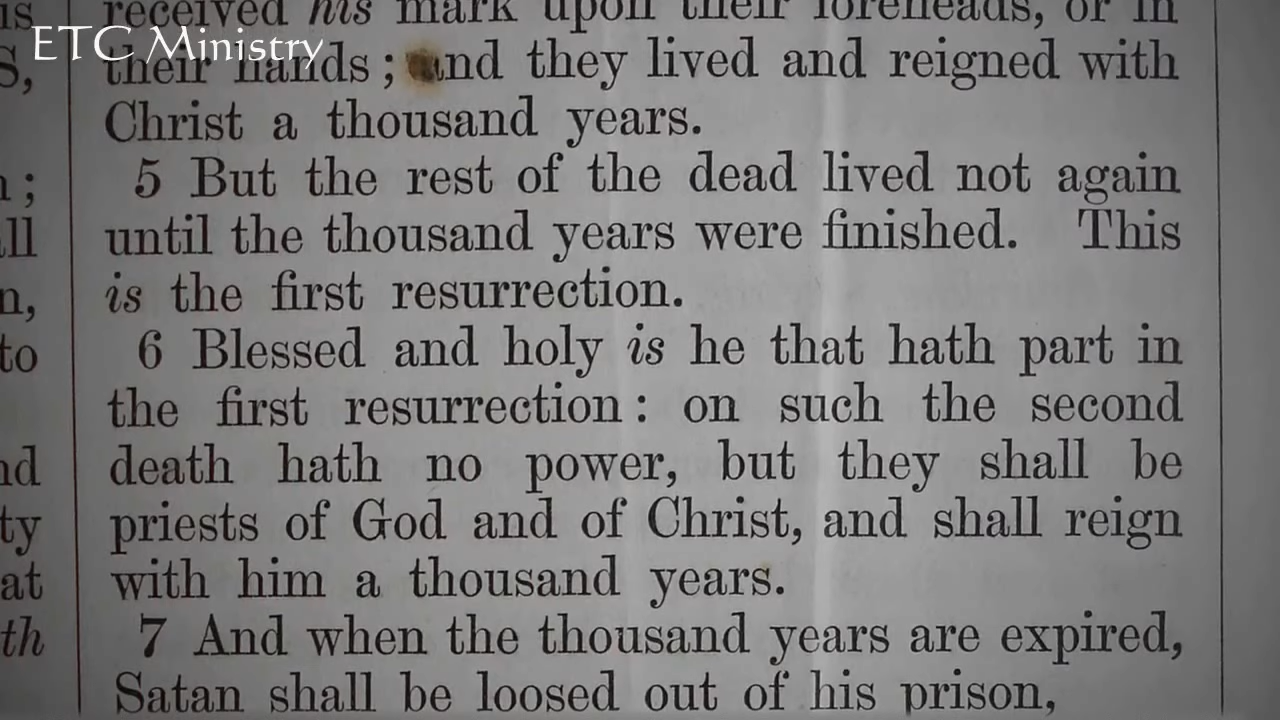 ETC Ministry
received his mark upon their foreheads, or in
their hands; and they lived and reigned with
Christ a thousand years.
5 But the rest of the dead lived not again
until the thousand years were finished. This
is the first resurrection.
6 Blessed and holy is he that hath part in
the first resurrection: on such the second
death hath no power, but they shall be
priests of God and of Christ, and shall reign
with him a thousand years.
7 And when the thousand years are expired,
Satan shall be loosed out of his prison,